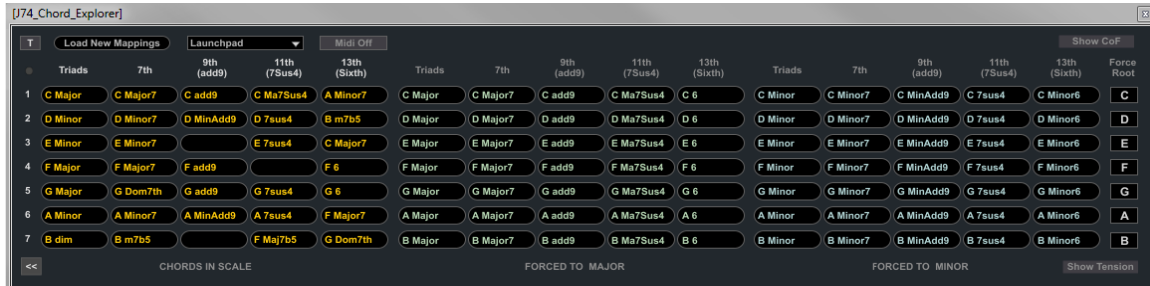 [J74_Chord_Explorer]
T Load New Mappings Launchpad Midi Off Show CoF
Triads 7th 9th (add9) 11th (7Sus4) 13th (Sixth) Triads 7th 9th (add9) 11th (7Sus4) 13th (Sixth) Triads 7th 9th (add9) 11th (7Sus4) 13th (Sixth) Force Root
1 C Major C Major7 C add9 C Ma7Sus4 A Minor7 C Major C Major7 C add9 C Ma7Sus4 C 6 C Minor C Minor7 C MinAdd9 C 7sus4 C Minor6 C
2 D Minor D Minor7 D MinAdd9 D 7sus4 B m7b5 D Major D Major7 D add9 D Ma7Sus4 D 6 D Minor D Minor7 D MinAdd9 D 7sus4 D Minor6 D
3 E Minor E Minor7 E 7sus4 C Major7 E Major E Major7 E add9 E Ma7Sus4 E 6 E Minor E Minor7 E MinAdd9 E 7sus4 E Minor6 E
4 F Major F Major7 F add9 F 6 F Major F Major7 F add9 F Ma7Sus4 F 6 F Minor F Minor7 F MinAdd9 F 7sus4 F Minor6 F
5 G Major G Dom7th G add9 G 7sus4 G 6 G Major G Major7 G add9 G Ma7Sus4 G 6 G Minor G Minor7 G MinAdd9 G 7sus4 G Minor6 G
6 A Minor A Minor7 A MinAdd9 A 7sus4 F Major7 A Major A Major7 A add9 A Ma7Sus4 A 6 A Minor A Minor7 A MinAdd9 A 7sus4 A Minor6 A
7 B dim B m7b5 F Maj7b5 G Dom7th B Major B Major7 B add9 B Ma7Sus4 B 6 B Minor B Minor7 B MinAdd9 B 7sus4 B Minor6 B
<< CHORDS IN SCALE FORCED TO MAJOR FORCED TO MINOR Show Tension